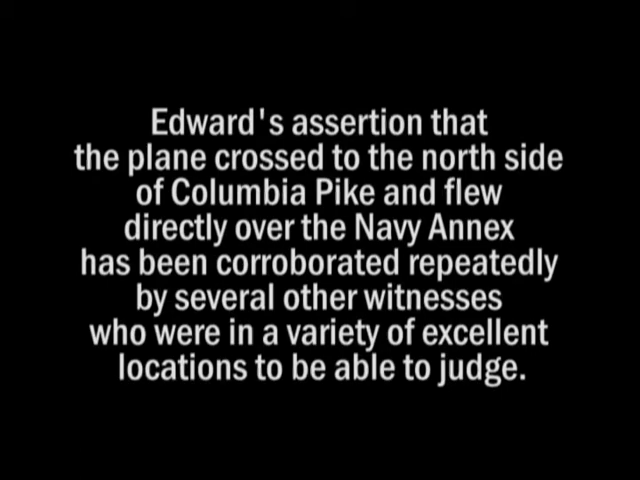 Edward's assertion that
the plane crossed to the north side
of Columbia Pike and flew
directly over the Navy Annex
has been corroborated repeatedly
by several other witnesses
who were in a variety of excellent
locations to be able to judge.